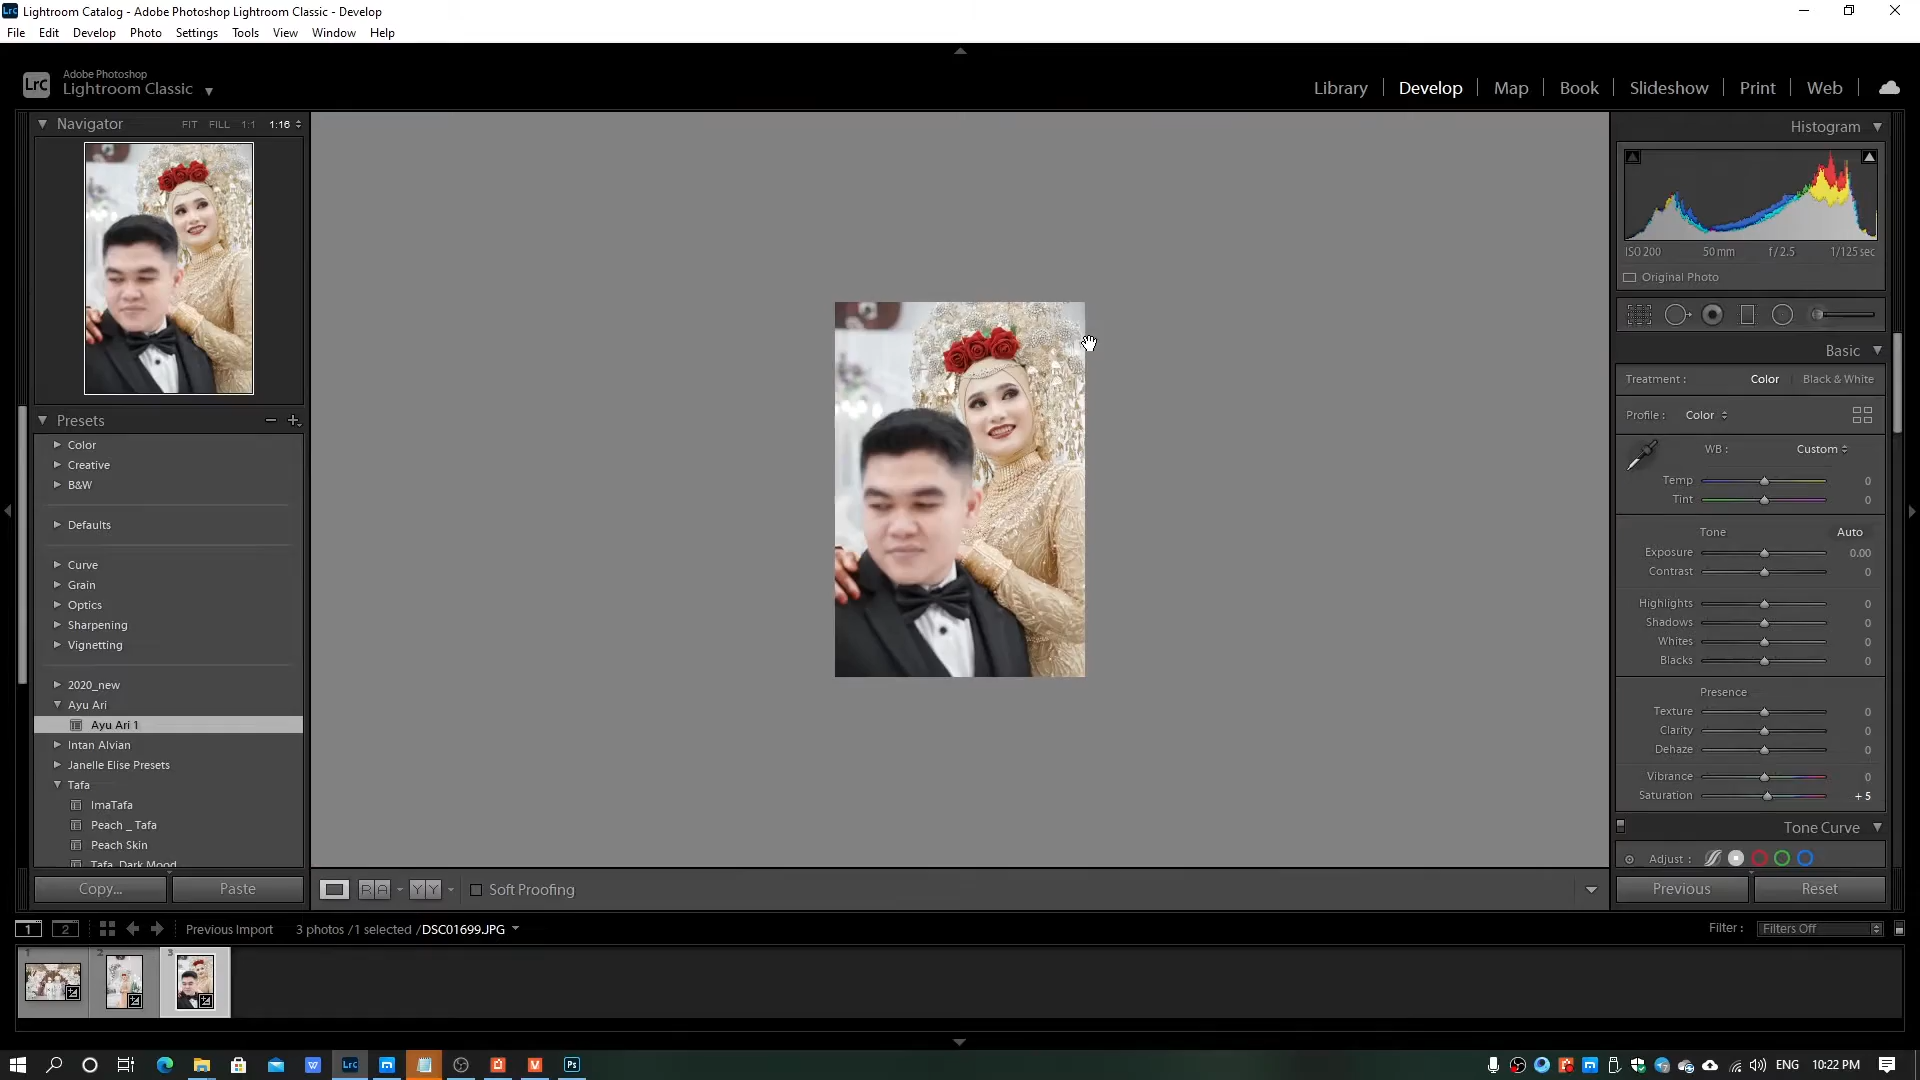 Lightroom Catalog - Adobe Photoshop Lightroom Classic - Develop
File Edit Develop Photo Settings Tools View Window Help
LrC Adobe Photoshop
Lightroom Classic
Library Develop Map Book Slideshow Print Web
Navigator FIT FILL 1:1 1:16
Presets
Color
Creative
B&W
Defaults
Curve
Grain
Optics
Sharpening
Vignetting
2020_new
Ayu Ari
Ayu Ari 1
Intan Alvian
Janelle Elise Presets
Tafa
ImaTafa
Peach _ Tafa
Peach Skin
Tafa_Dark Mood
Copy... Paste
Soft Proofing
Histogram
ISO 200 50 mm f / 2.5 1/125 sec
Original Photo
Basic
Treatment : Color Black & White
Profile : Color
WB : Custom
Temp 0
Tint 0
Tone Auto
Exposure 0.00
Contrast 0
Highlights 0
Shadows 0
Whites 0
Blacks 0
Presence
Texture 0
Clarity 0
Dehaze 0
Vibrance 0
Saturation + 5
Tone Curve
Adjust :
Previous Reset
1 2 Previous Import 3 photos / 1 selected / DSC01699.JPG Filter : Filters Off
1 2 3
ENG 10:22 PM